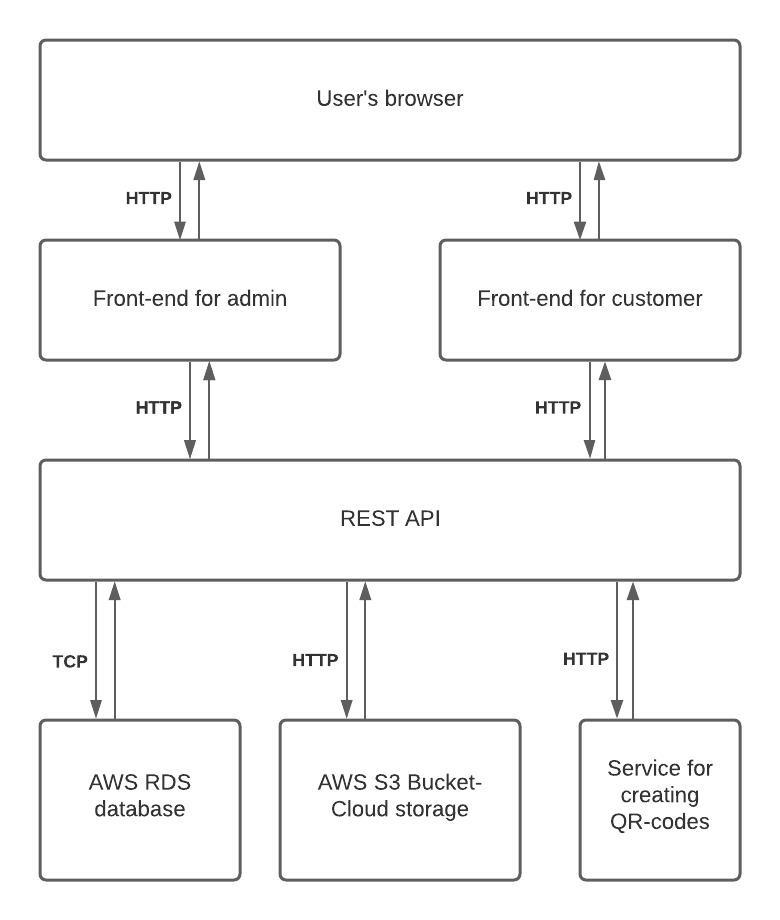 User's browser
HTTP
HTTP
Front-end for admin
Front-end for customer
HTTP
HTTP
REST API
TCP
HTTP
HTTP
AWS RDS
database
AWS S3 Bucket-
Cloud storage
Service for
creating
QR-codes